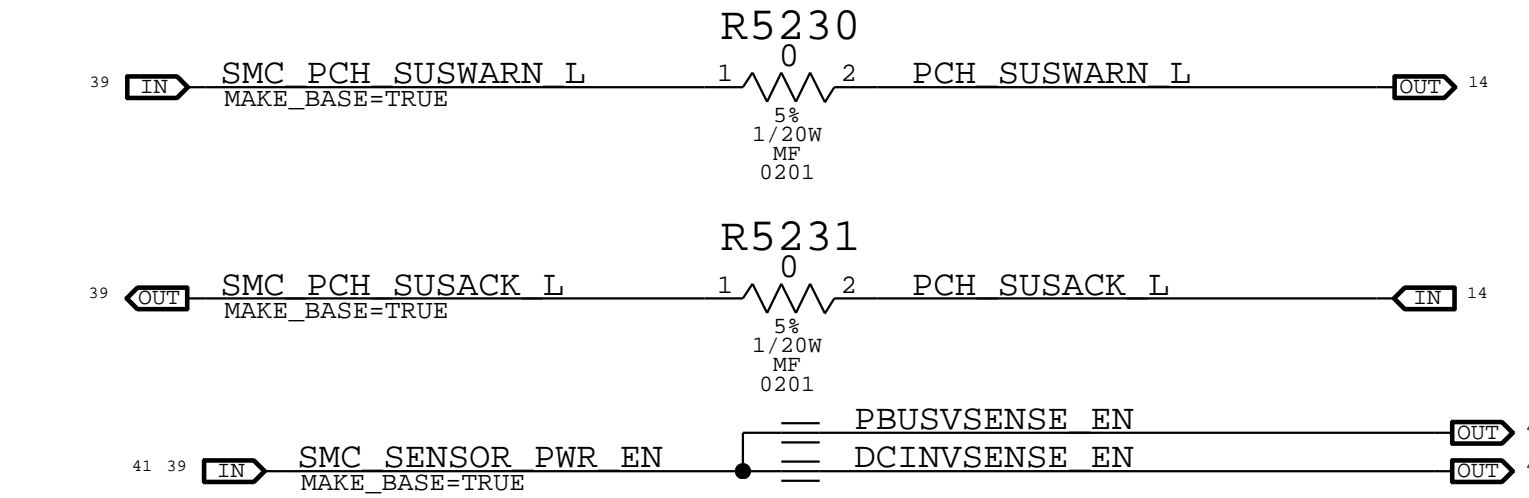 R5230
0
39 IN SMC_PCH_SUSWARN_L 1 2 PCH_SUSWARN_L OUT 14
MAKE_BASE=TRUE
5%
1/20W
MF
0201
R5231
0
39 OUT SMC_PCH_SUSACK_L 1 2 PCH_SUSACK_L IN 14
MAKE_BASE=TRUE
5%
1/20W
MF
0201
PBUSVSENSE_EN OUT
41 39 IN SMC_SENSOR_PWR_EN DCINVSENSE_EN OUT
MAKE_BASE=TRUE